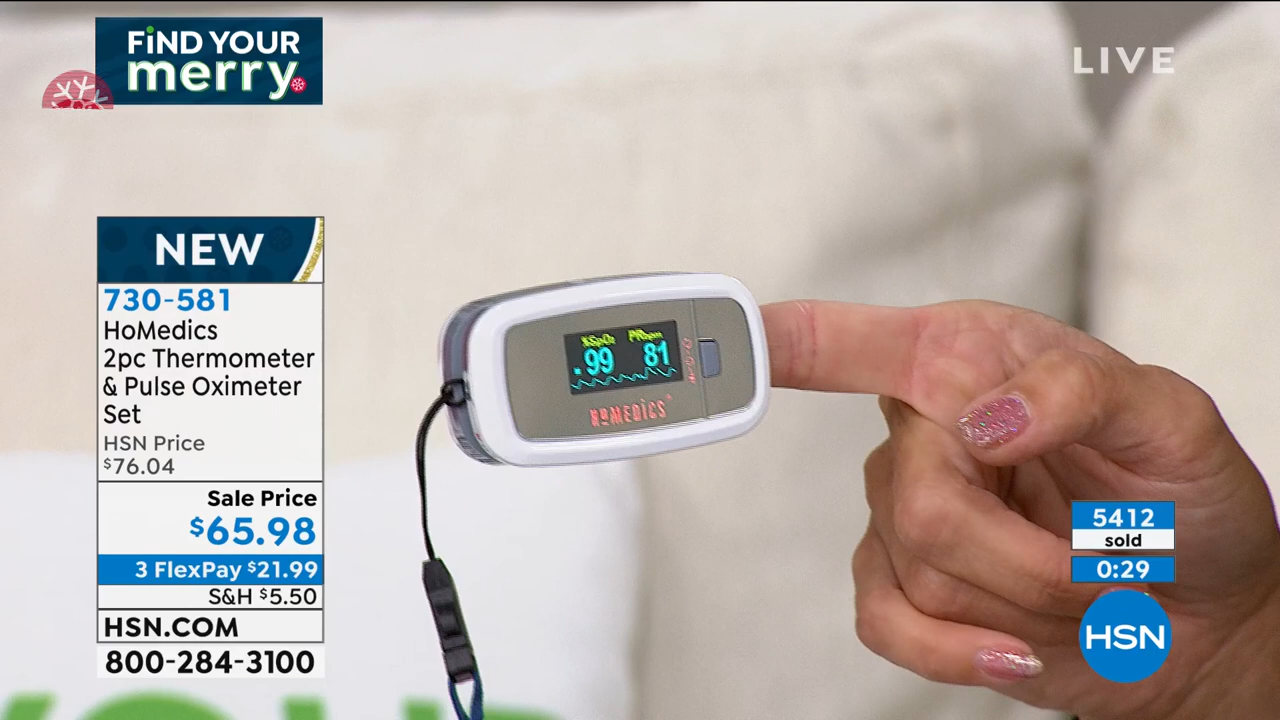 FiND YOUR
merry
LIVE
NEW
730-581
HoMedics
2pc Thermometer
& Pulse Oximeter
Set
HSN Price
$76.04
Sale Price
$65.98
3 FlexPay $21.99
S&H $5.50
HSN.COM
800-284-3100
%SpO2 PRbpm
99 81
HoMEDICS
5412
sold
0:29
HSN